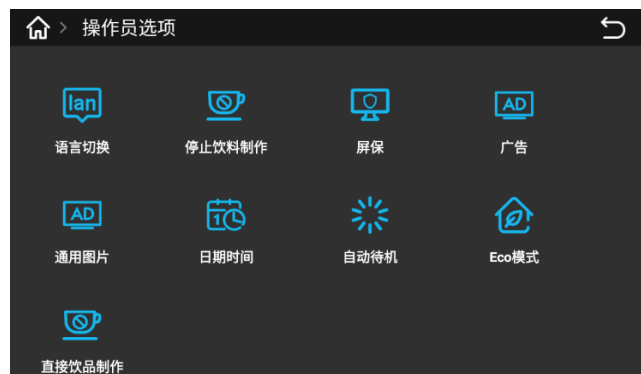 操作员选项
lan
AD
语言切换
停止饮料制作
屏保
广告
AD
1
通用图片
日期时间
自动待机
Eco模式
直接饮品制作